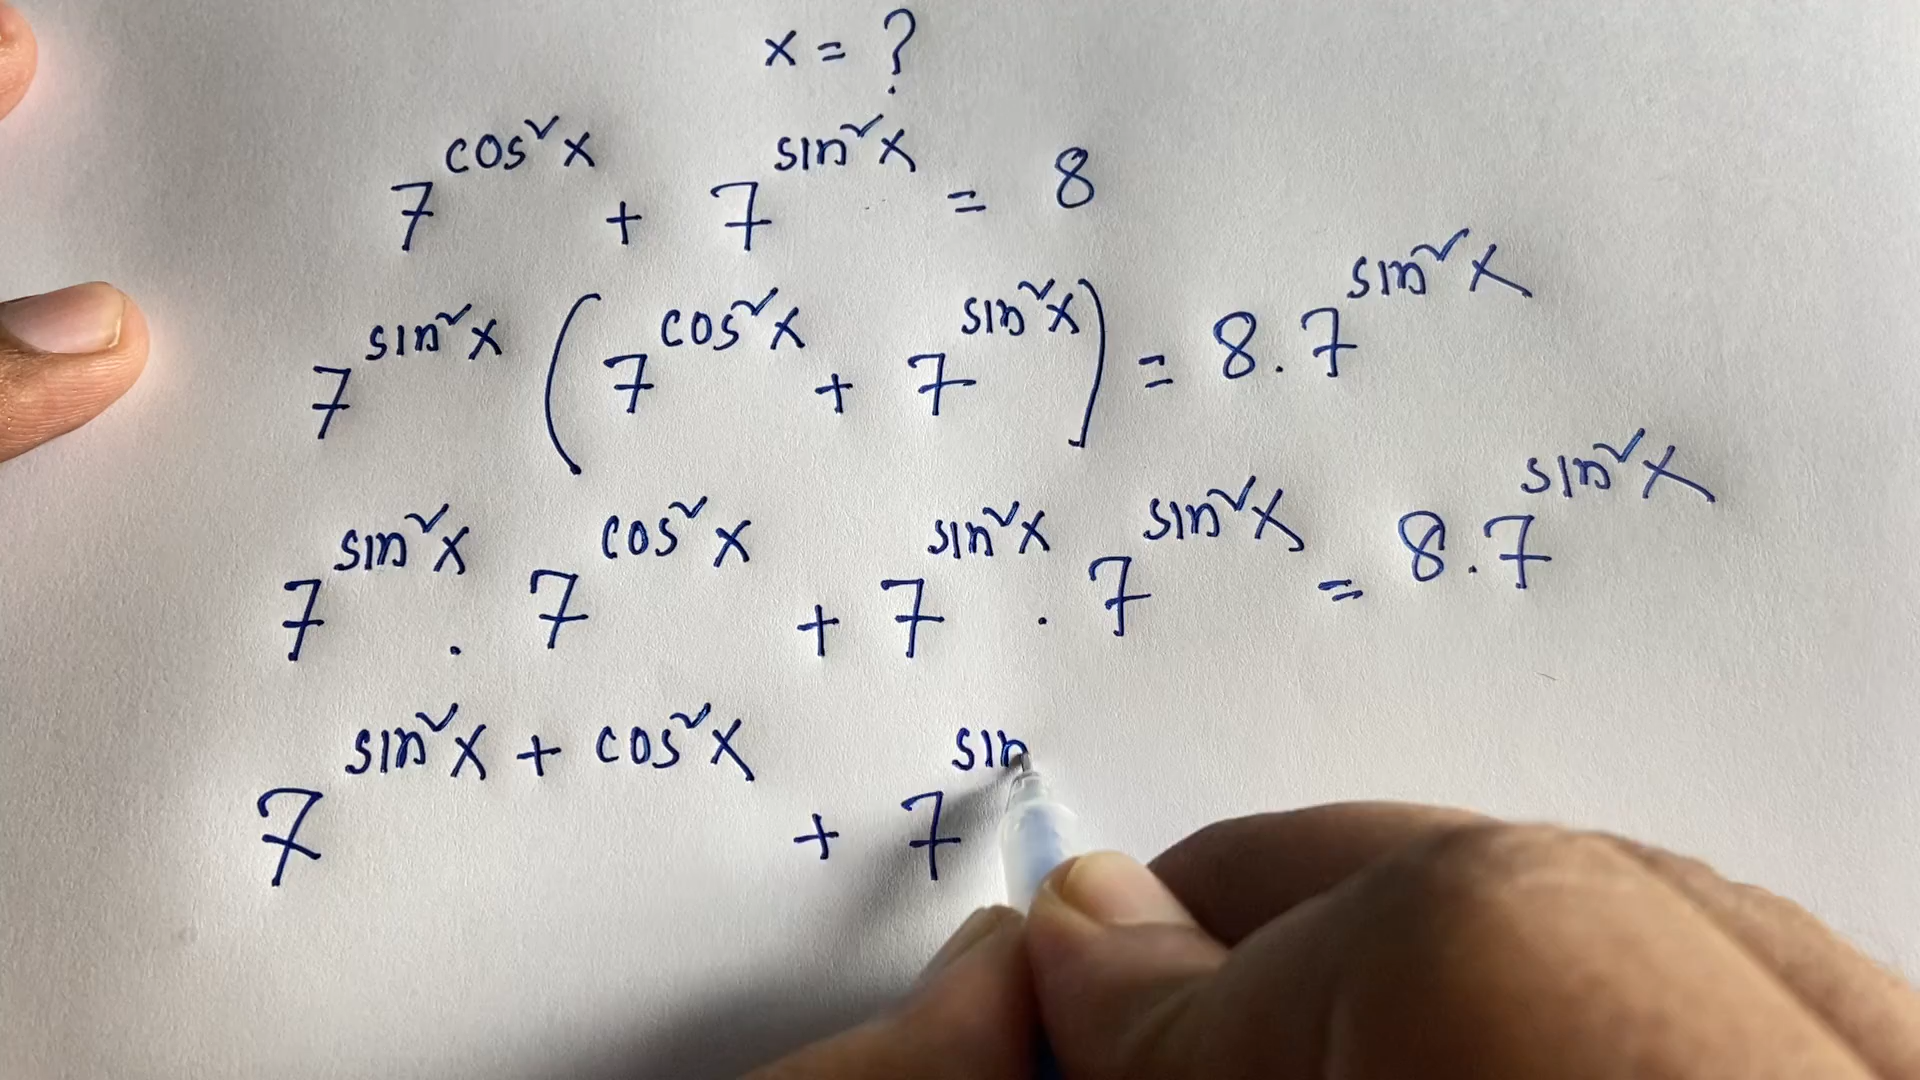 x = ?
7^cos²x + 7^sin²x = 8
7^sin²x (7^cos²x + 7^sin²x) = 8.7^sin²x
7^sin²x . 7^cos²x + 7^sin²x . 7^sin²x = 8.7^sin²x
7^sin²x + cos²x + 7^sin